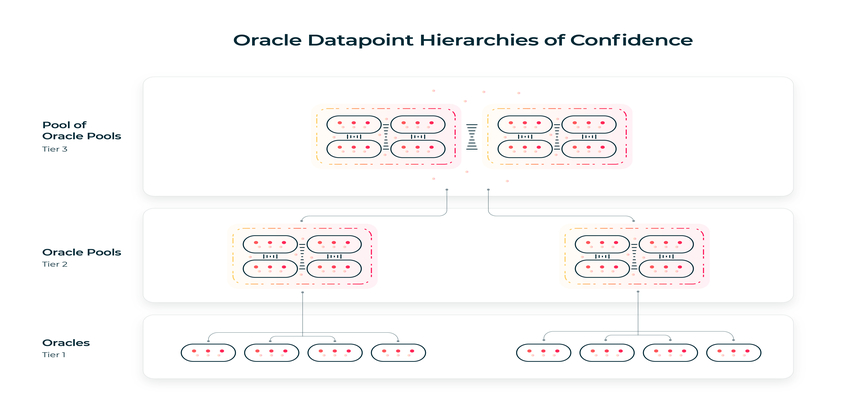 Oracle Datapoint Hierarchies of Confidence
Pool of
Oracle Pools
Tier 3
Oracle Pools
Tier 2
Oracles
Tier 1